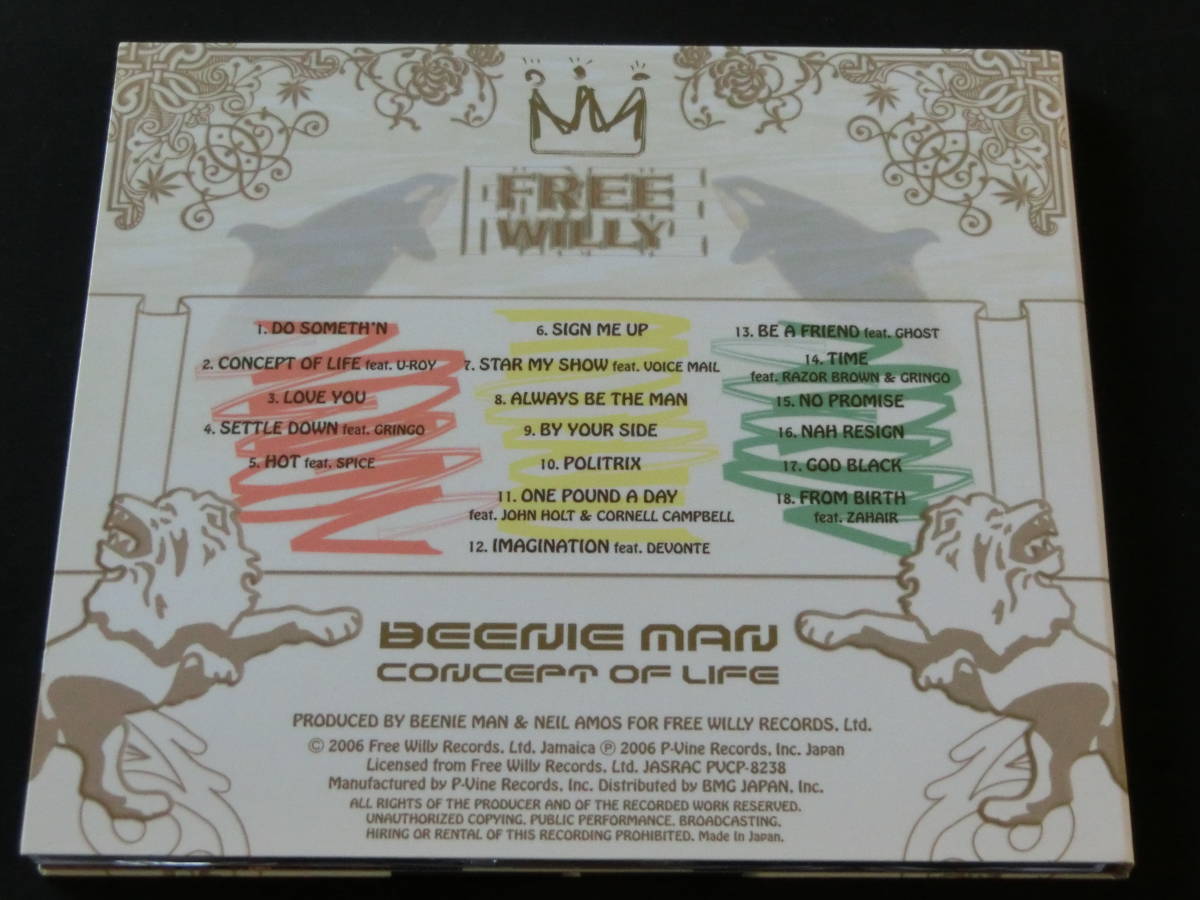 FREE
WILLY
1. DO SOMETH'N
2. CONCEPT OF LIFE feat. U-ROY
3. LOVE YOU
4. SETTLE DOWN feat. GRINGO
5. HOT feat. SPICE
6. SIGN ME UP
7. STAR MY SHOW feat. VOICE MAIL
8. ALWAYS BE THE MAN
9. BY YOUR SIDE
10. POLITRIX
11. ONE POUND A DAY
feat. JOHN HOLT & CORNELL CAMPBELL
12. IMAGINATION feat. DEVONTE
13. BE A FRIEND feat. GHOST
14. TIME
feat. RAZOR BROWN & GRINGO
15. NO PROMISE
16. NAH RESIGN
17. GOD BLACK
18. FROM BIRTH
feat. ZAHAIR
BEENIE MAN
CONCEPT OF LIFE
PRODUCED BY BEENIE MAN & NEIL AMOS FOR FREE WILLY RECORDS, Ltd.
© 2006 Free Willy Records, Ltd. Jamaica ℗ 2006 P-Vine Records, Inc. Japan
Licensed from Free Willy Records, Ltd. JASRAC PVCP-8238
Manufactured by P-Vine Records, Inc. Distributed by BMG JAPAN, Inc.
ALL RIGHTS OF THE PRODUCER AND OF THE RECORDED WORK RESERVED.
UNAUTHORIZED COPYING, PUBLIC PERFORMANCE, BROADCASTING,
HIRING OR RENTAL OF THIS RECORDING PROHIBITED. Made in Japan.